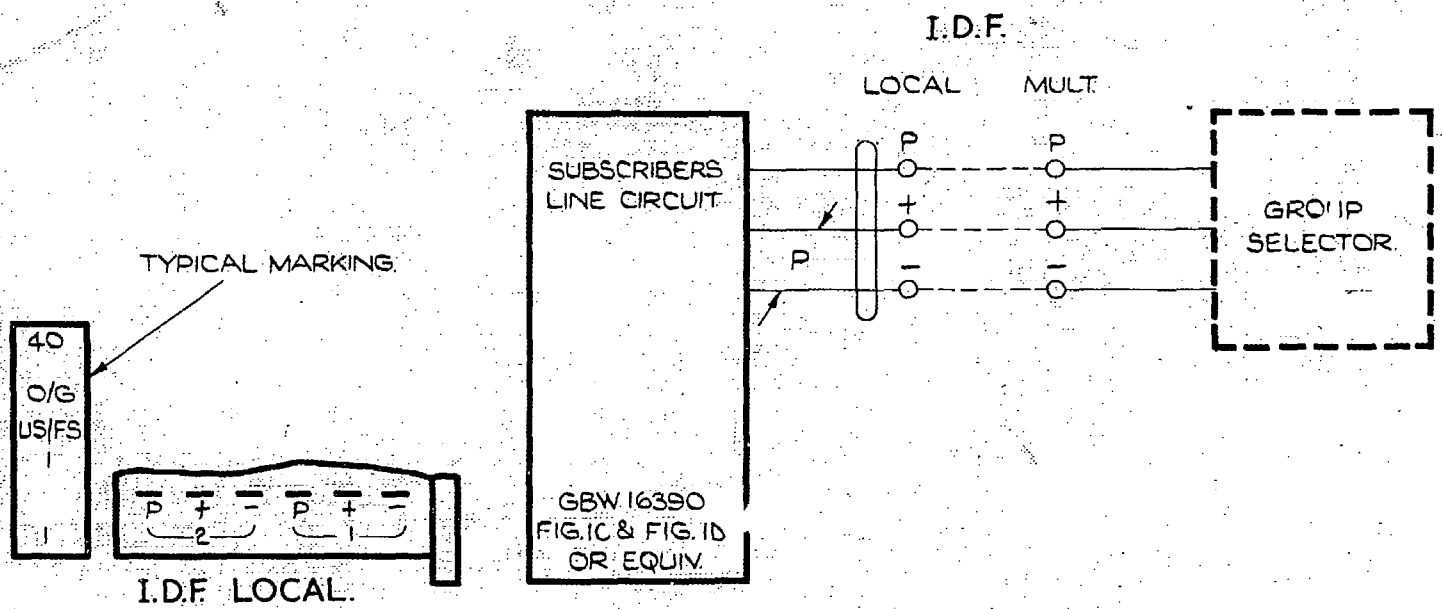 I.D.F.
LOCAL MULT.
P P
SUBSCRIBERS
LINE CIRCUIT
+ +
P
- -
GROUP
SELECTOR.
TYPICAL MARKING.
40
O/G
US/FS
1
1
P + - P + -
2 1
I.D.F. LOCAL.
GBW.16390
FIG.1C & FIG.1D
OR EQUIV.